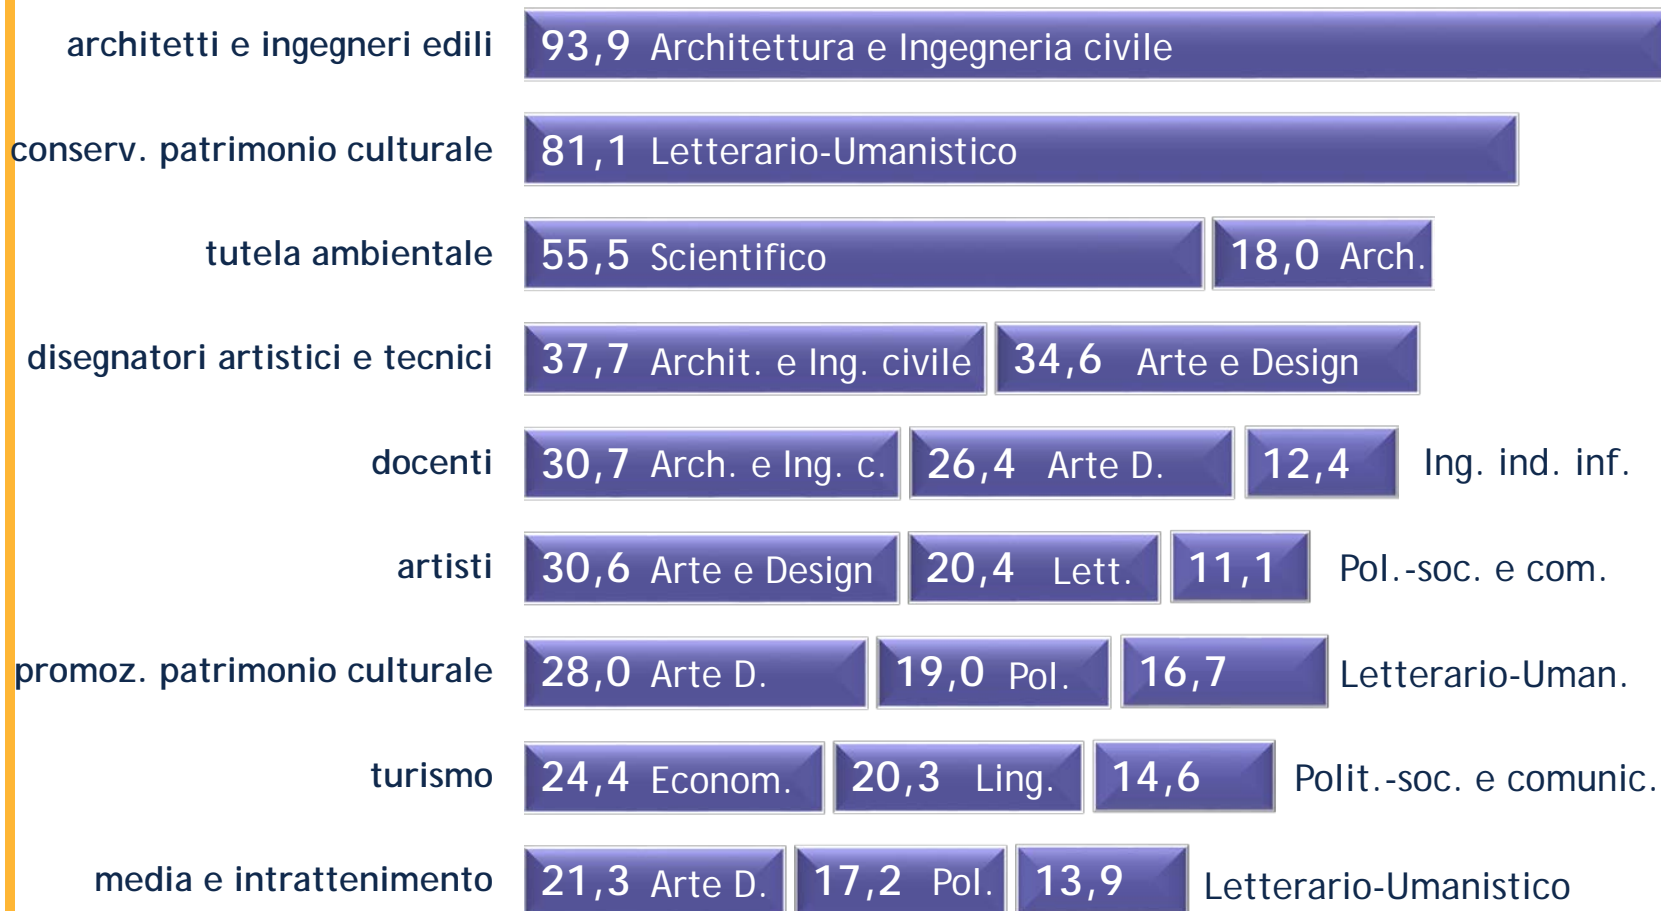 architetti e ingegneri edili 93,9 Architettura e Ingegneria civile
conserv. patrimonio culturale 81,1 Letterario-Umanistico
tutela ambientale 55,5 Scientifico 18,0 Arch.
disegnatori artistici e tecnici 37,7 Archit. e Ing. civile 34,6 Arte e Design
docenti 30,7 Arch. e Ing. c. 26,4 Arte D. 12,4 Ing. ind. inf.
artisti 30,6 Arte e Design 20,4 Lett. 11,1 Pol.-soc. e com.
promoz. patrimonio culturale 28,0 Arte D. 19,0 Pol. 16,7 Letterario-Uman.
turismo 24,4 Econom. 20,3 Ling. 14,6 Polit.-soc. e comunic.
media e intrattenimento 21,3 Arte D. 17,2 Pol. 13,9 Letterario-Umanistico